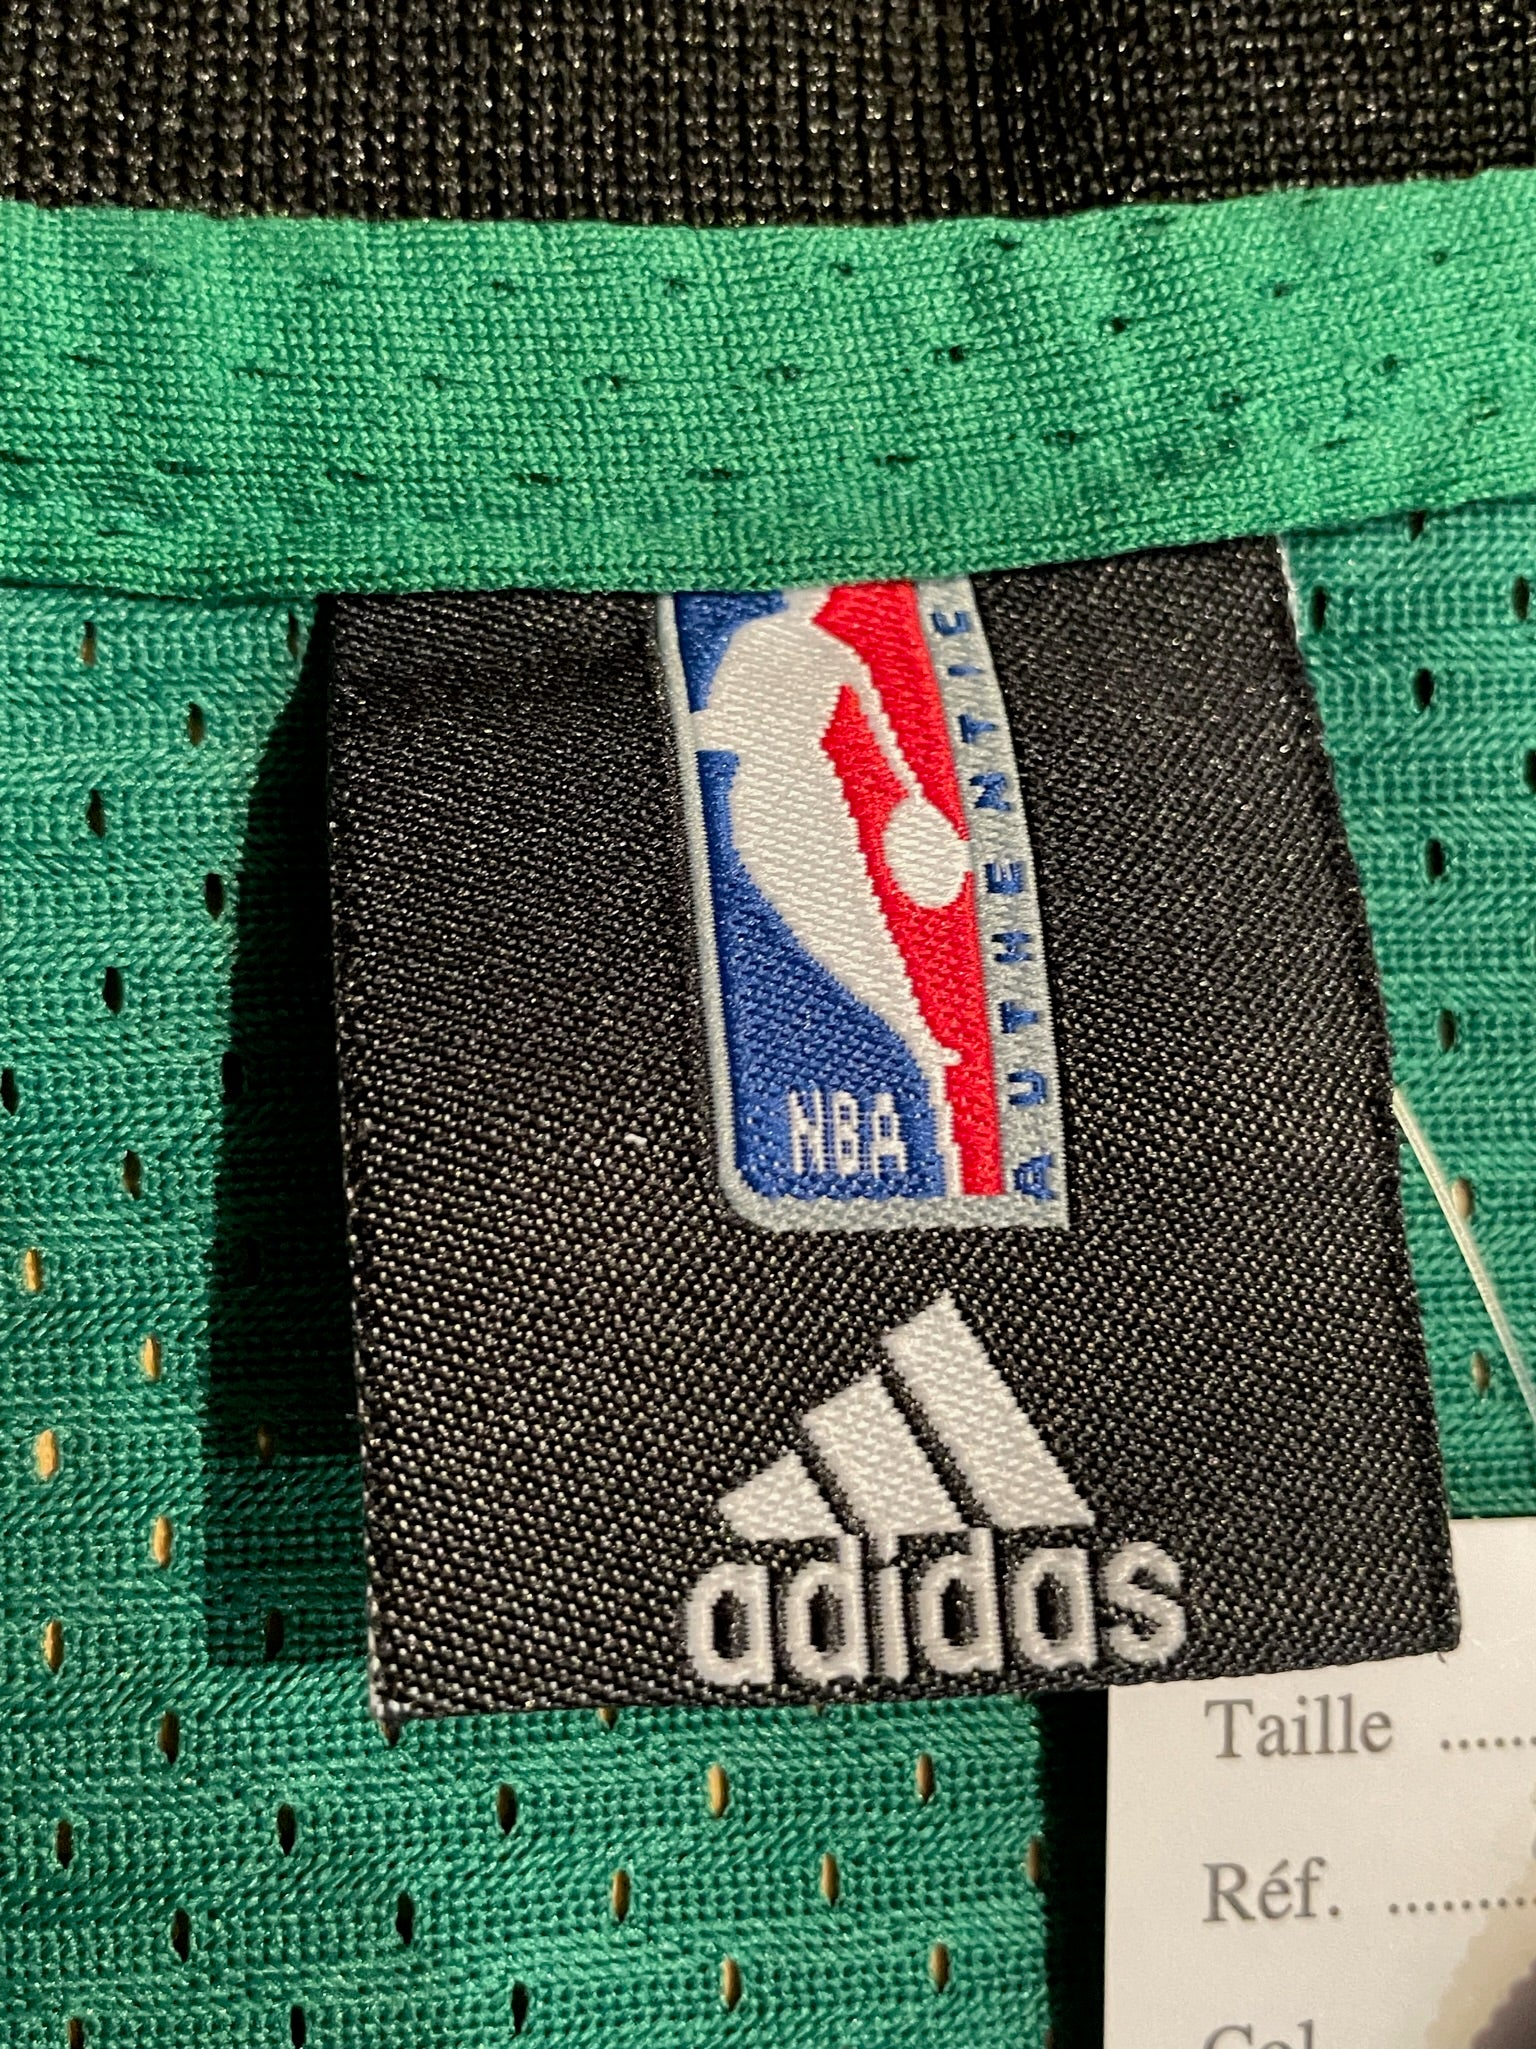 AUTHENTIC
NBA
adidas
Taille ......
Réf. ........